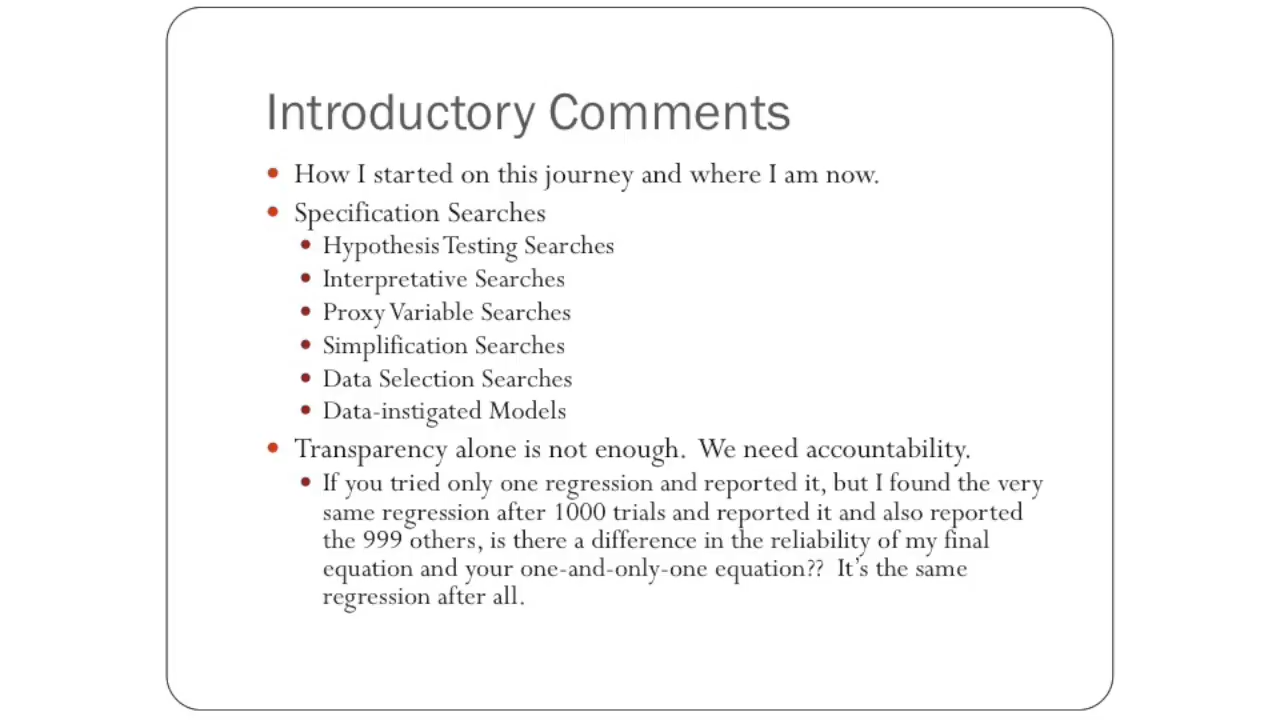 Introductory Comments
• How I started on this journey and where I am now.
• Specification Searches
• Hypothesis Testing Searches
• Interpretative Searches
• Proxy Variable Searches
• Simplification Searches
• Data Selection Searches
• Data-instigated Models
• Transparency alone is not enough.  We need accountability.
• If you tried only one regression and reported it, but I found the very
same regression after 1000 trials and reported it and also reported
the 999 others, is there a difference in the reliability of my final
equation and your one-and-only-one equation??  It’s the same
regression after all.